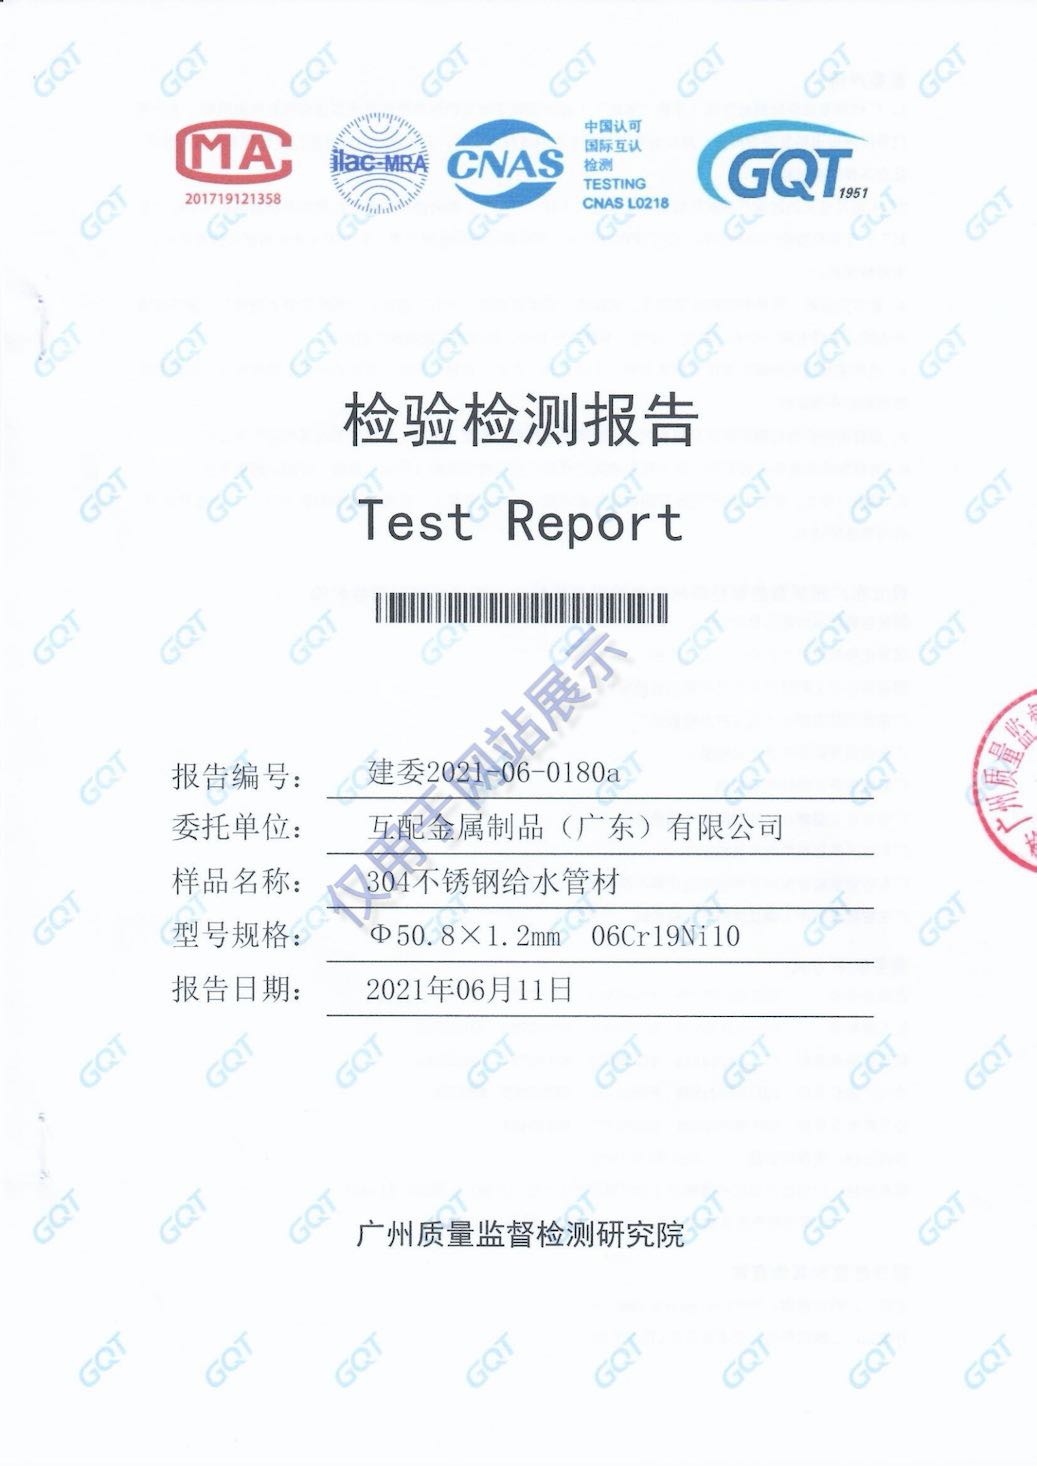 MA
201719121358
ilac-MRA
CNAS
中国认可
国际互认
检测
TESTING
CNAS L0218
GQT 1951
检验检测报告
Test Report
报告编号： 建委2021-06-0180a
委托单位： 互配金属制品（广东）有限公司
样品名称： 304不锈钢给水管材
型号规格： Φ50.8×1.2mm 06Cr19Ni10
报告日期： 2021年06月11日
仅用于网站展示
广州质量监督
广州质量监督检测研究院